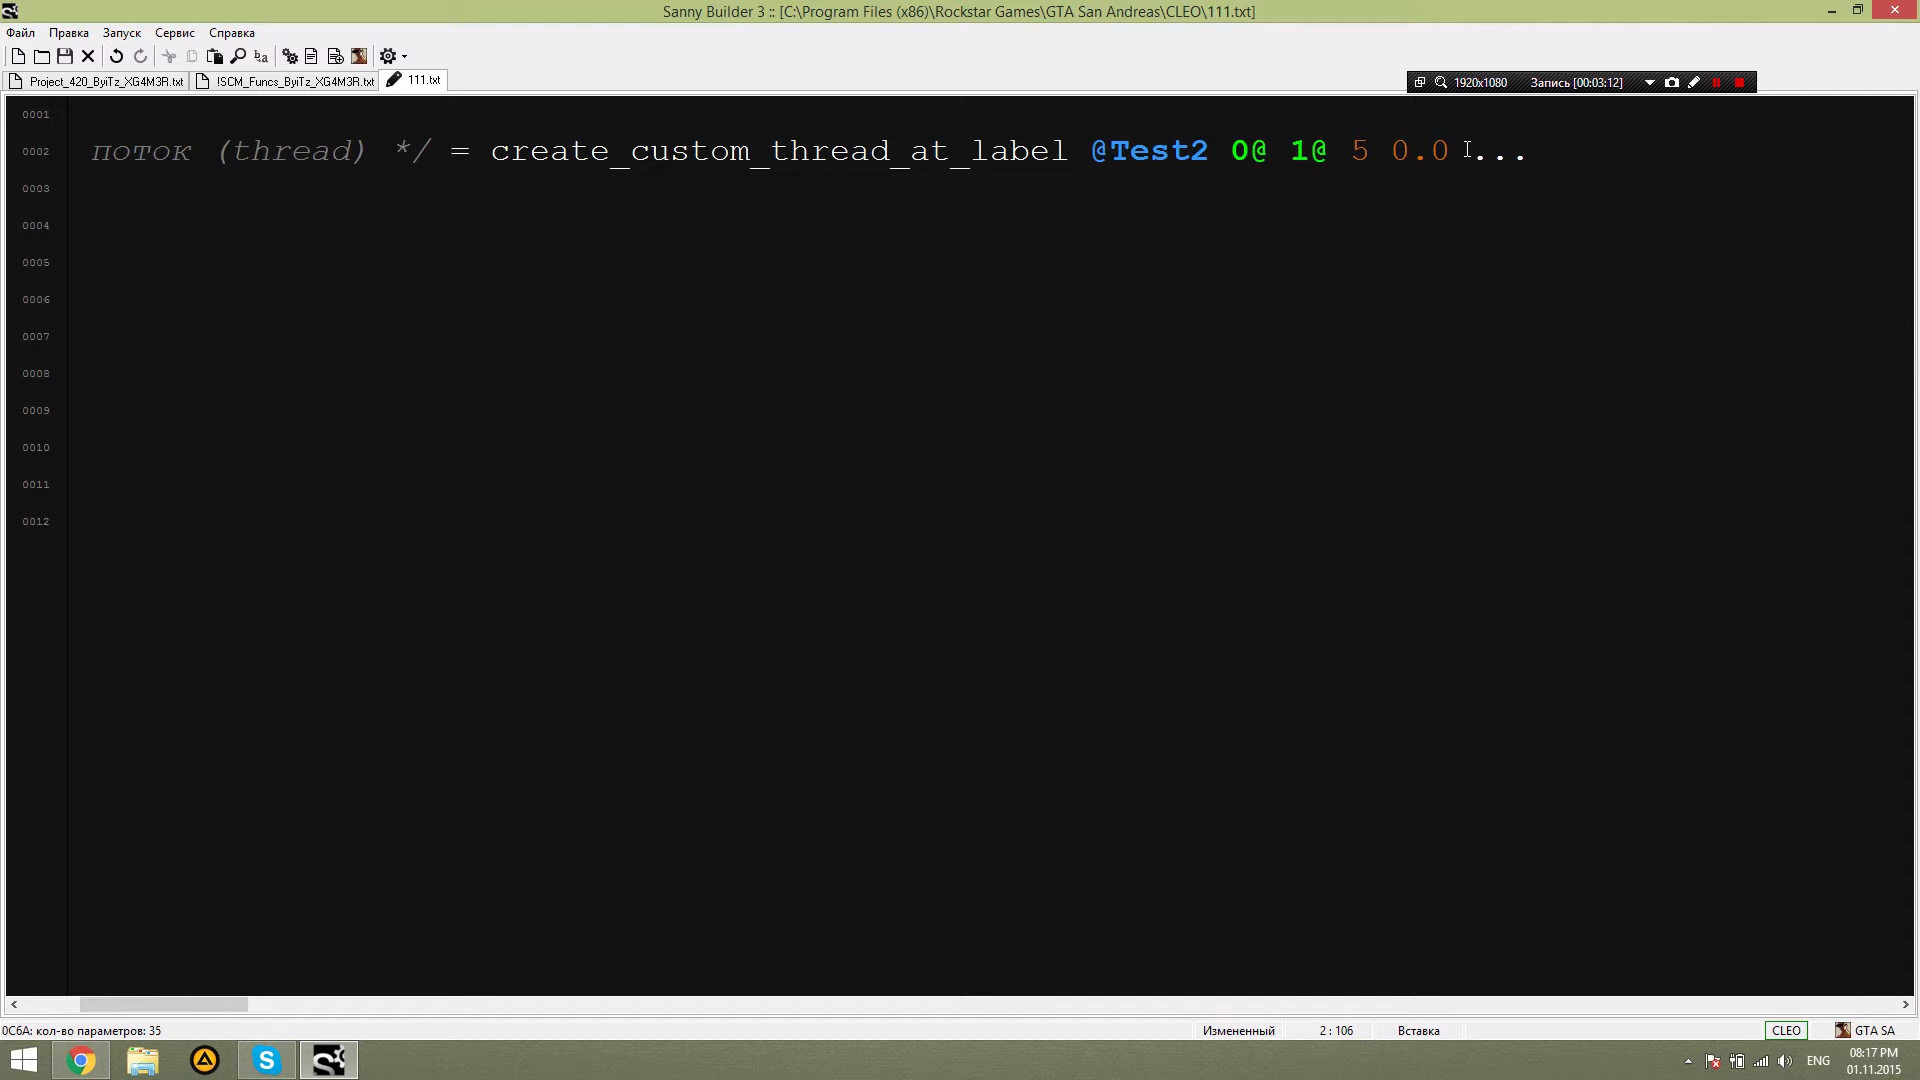 Sanny Builder 3 :: [C:\Program Files (x86)\Rockstar Games\GTA San Andreas\CLEO\111.txt]
Файл Правка Запуск Сервис Справка
Project_420_ByiTz_XG4M3R.txt !SCM_Funcs_ByiTz_XG4M3R.txt 111.txt
1920x1080 Запись [00:03:12]
0001
0002 поток (thread) */ = create_custom_thread_at_label @Test2 0@ 1@ 5 0.0 ...
0003
0004
0005
0006
0007
0008
0009
0010
0011
0012
0C6A: кол-во параметров: 35 Измененный 2 : 106 Вставка CLEO GTA SA
ENG 08:17 PM
01.11.2015